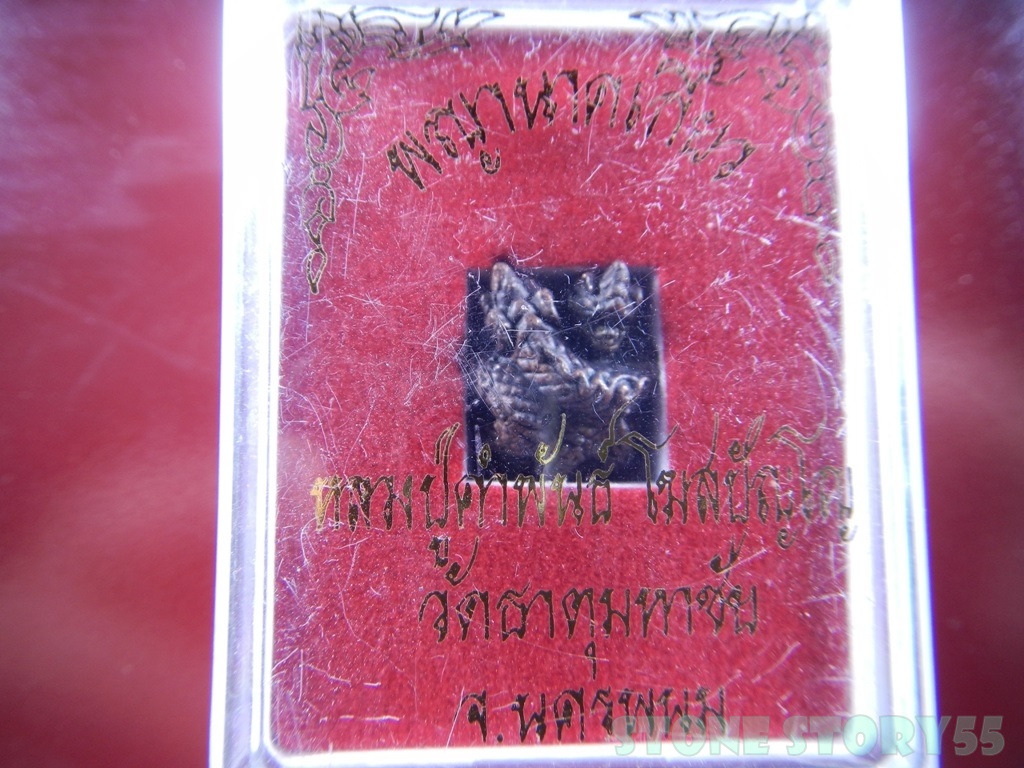 พระญานาคเกี้ยว
หลวงปู่คำพันธ์ โฆสปัญโญ
วัดธาตุมหาชัย
จ.นครพนม
STONE STORY55